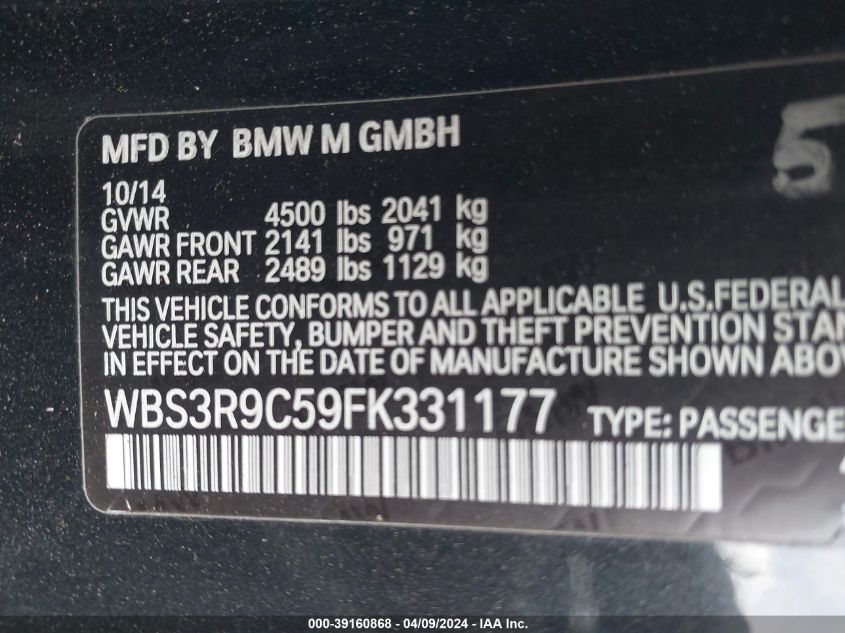 MFD BY BMW M GMBH
5
10/14
GVWR 4500 lbs 2041 kg
GAWR FRONT 2141 lbs 971 kg
GAWR REAR 2489 lbs 1129 kg
THIS VEHICLE CONFORMS TO ALL APPLICABLE U.S.FEDERAL
VEHICLE SAFETY, BUMPER AND THEFT PREVENTION STAN
IN EFFECT ON THE DATE OF MANUFACTURE SHOWN ABO
WBS3R9C59FK331177 TYPE: PASSENGE
000-39160868 - 04/09/2024 - IAA Inc.